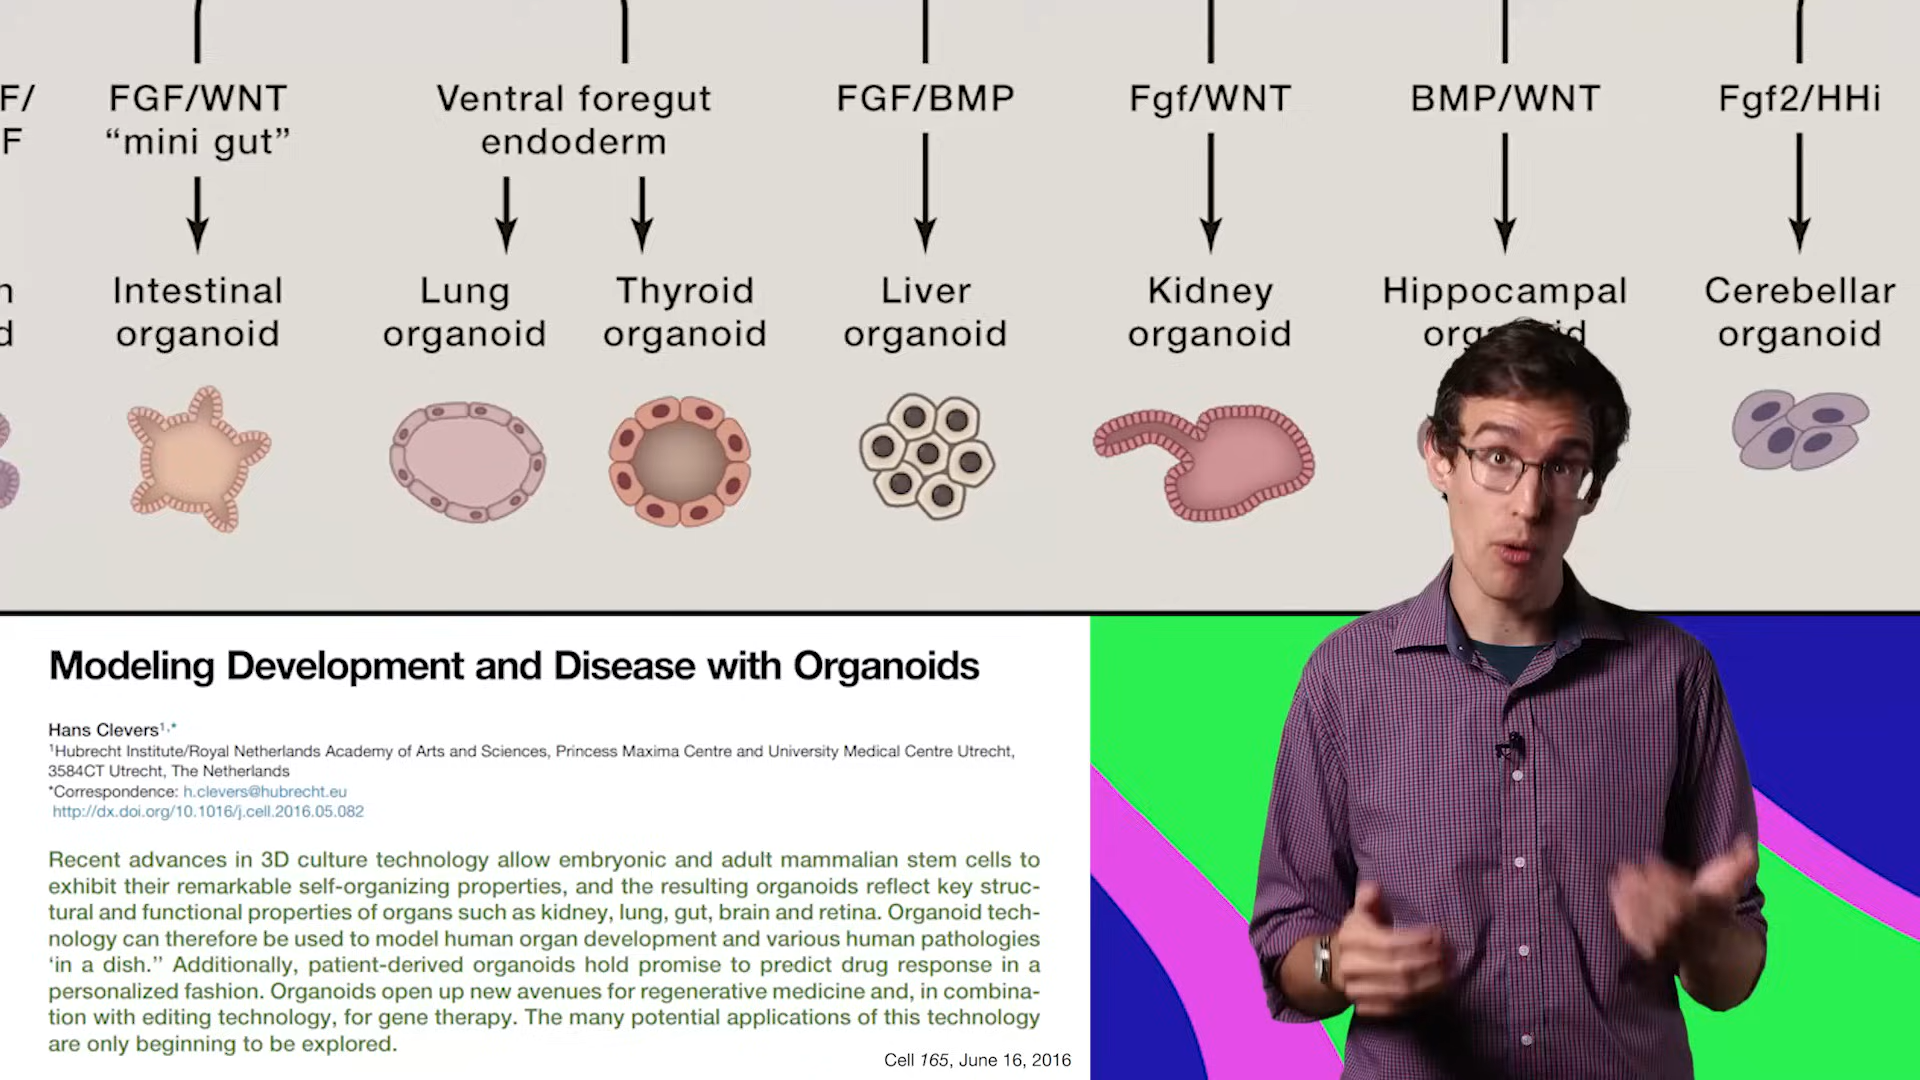 F/
F
FGF/WNT
“mini gut”
Ventral foregut
endoderm
FGF/BMP
Fgf/WNT
BMP/WNT
Fgf2/HHi
n
d
Intestinal
organoid
Lung
organoid
Thyroid
organoid
Liver
organoid
Kidney
organoid
Hippocampal
Cerebellar
organoid
Modeling Development and Disease with Organoids
Hans Clevers1,*
1Hubrecht Institute/Royal Netherlands Academy of Arts and Sciences, Princess Maxima Centre and University Medical Centre Utrecht,
3584CT Utrecht, The Netherlands
*Correspondence: h.clevers@hubrecht.eu
http://dx.doi.org/10.1016/j.cell.2016.05.082
Recent advances in 3D culture technology allow embryonic and adult mammalian stem cells to
exhibit their remarkable self-organizing properties, and the resulting organoids reflect key struc-
tural and functional properties of organs such as kidney, lung, gut, brain and retina. Organoid tech-
nology can therefore be used to model human organ development and various human pathologies
‘in a dish.’’ Additionally, patient-derived organoids hold promise to predict drug response in a
personalized fashion. Organoids open up new avenues for regenerative medicine and, in combina-
tion with editing technology, for gene therapy. The many potential applications of this technology
are only beginning to be explored.
Cell 165, June 16, 2016